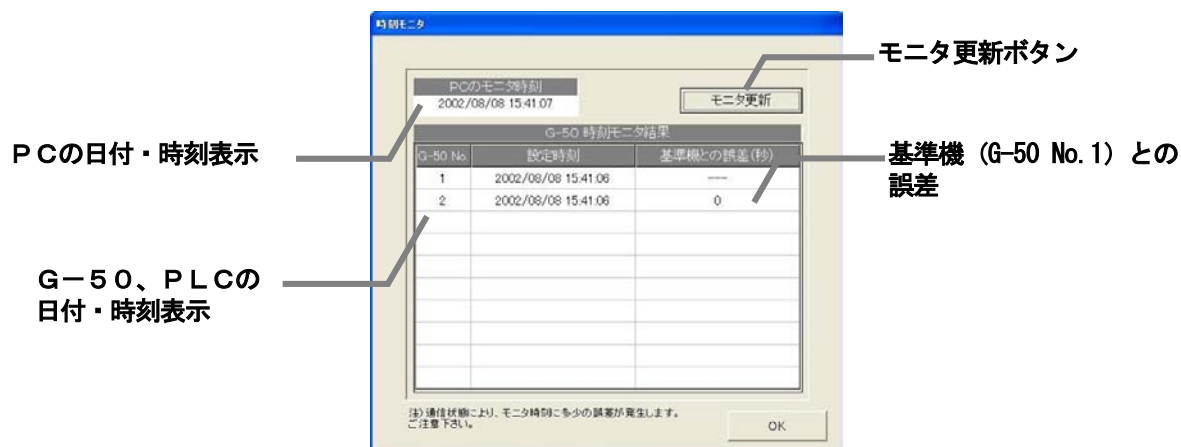 時刻モニタ
モニタ更新ボタン
PCのモニタ時刻
2002/08/08 15:41:07
モニタ更新
G-50 時刻モニタ結果
ＰＣの日付・時刻表示
G-50 No.
設定時刻
基準機との誤差(秒)
基準機（G-50 No.1）との
誤差
1
2002/08/08 15:41:06
----
2
2002/08/08 15:41:06
0
Ｇ－５０、ＰＬＣの
日付・時刻表示
注)通信状態により、モニタ時刻に多少の誤差が発生します。
ご注意下さい。
OK